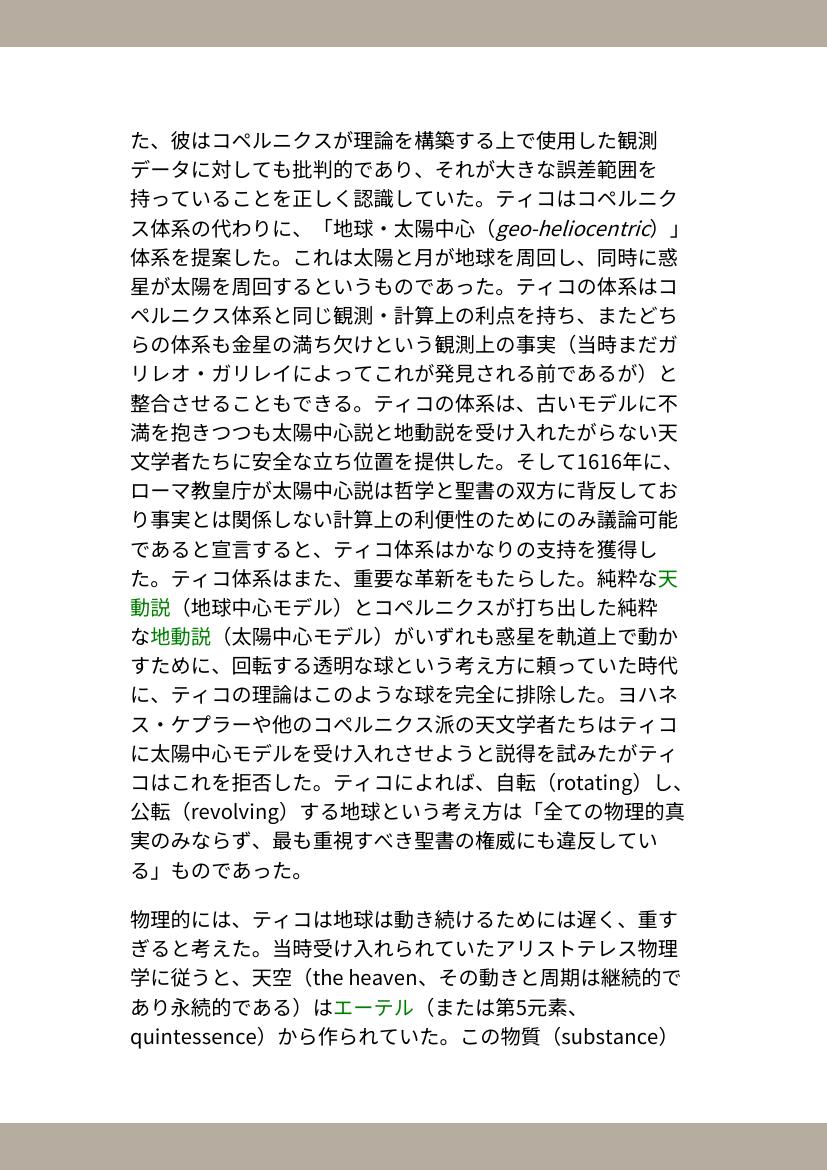 た、彼はコペルニクスが理論を構築する上で使用した観測
データに対しても批判的であり、それが大きな誤差範囲を
持っていることを正しく認識していた。ティコはコペルニク
ス体系の代わりに、「地球・太陽中心（geo-heliocentric）」
体系を提案した。これは太陽と月が地球を周回し、同時に惑
星が太陽を周回するというものであった。ティコの体系はコ
ペルニクス体系と同じ観測・計算上の利点を持ち、またどち
らの体系も金星の満ち欠けという観測上の事実（当時まだガ
リレオ・ガリレイによってこれが発見される前であるが）と
整合させることもできる。ティコの体系は、古いモデルに不
満を抱きつつも太陽中心説と地動説を受け入れたがらない天
文学者たちに安全な立ち位置を提供した。そして1616年に、
ローマ教皇庁が太陽中心説は哲学と聖書の双方に背反してお
り事実とは関係しない計算上の利便性のためにのみ議論可能
であると宣言すると、ティコ体系はかなりの支持を獲得し
た。ティコ体系はまた、重要な革新をもたらした。純粋な天
動説（地球中心モデル）とコペルニクスが打ち出した純粋
な地動説（太陽中心モデル）がいずれも惑星を軌道上で動か
すために、回転する透明な球という考え方に頼っていた時代
に、ティコの理論はこのような球を完全に排除した。ヨハネ
ス・ケプラーや他のコペルニクス派の天文学者たちはティコ
に太陽中心モデルを受け入れさせようと説得を試みたがティ
コはこれを拒否した。ティコによれば、自転（rotating）し、
公転（revolving）する地球という考え方は「全ての物理的真
実のみならず、最も重視すべき聖書の権威にも違反してい
る」ものであった。
物理的には、ティコは地球は動き続けるためには遅く、重す
ぎると考えた。当時受け入れられていたアリストテレス物理
学に従うと、天空（the heaven、その動きと周期は継続的で
あり永続的である）はエーテル（または第5元素、
quintessence）から作られていた。この物質（substance）